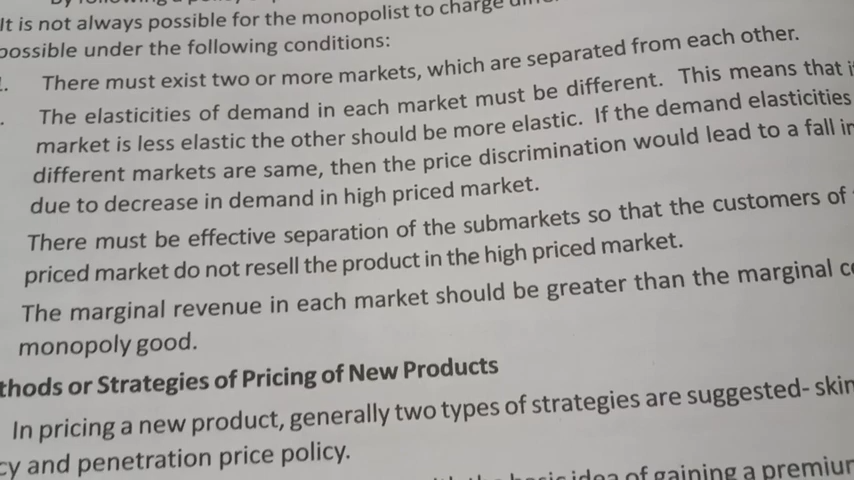 It is not always possible for the monopolist to charge
possible under the following conditions:
There must exist two or more markets, which are separated from each other.
The elasticities of demand in each market must be different. This means that
market is less elastic the other should be more elastic. If the demand elasticities
different markets are same, then the price discrimination would lead to a fall
due to decrease in demand in high priced market.
There must be effective separation of the submarkets so that the customers of
priced market do not resell the product in the high priced market.
The marginal revenue in each market should be greater than the marginal
monopoly good.
thods or Strategies of Pricing of New Products
In pricing a new product, generally two types of strategies are suggested- skin
cy and penetration price policy.
basic idea of gaining a premiur